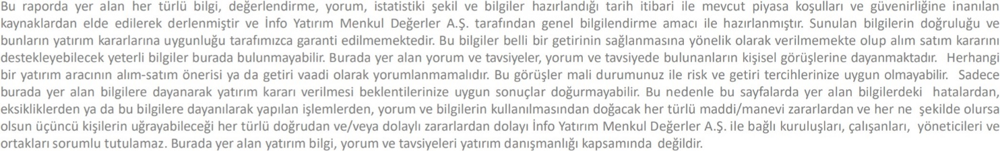 Bu raporda yer alan her türlü bilgi, değerlendirme, yorum, istatistiki şekil ve bilgiler hazırlandığı tarih itibari ile mevcut piyasa koşulları ve güvenirliğine inanılan
kaynaklardan elde edilerek derlenmiştir ve İnfo Yatırım Menkul Değerler A.Ş. tarafından genel bilgilendirme amacı ile hazırlanmıştır. Sunulan bilgilerin doğruluğu ve
bunların yatırım kararlarına uygunluğu tarafımızca garanti edilmemektedir. Bu bilgiler belli bir getirinin sağlanmasına yönelik olarak verilmemekte olup alım satım kararını
destekleyebilecek yeterli bilgiler burada bulunmayabilir. Burada yer alan yorum ve tavsiyeler, yorum ve tavsiyede bulunanların kişisel görüşlerine dayanmaktadır. Herhangi
bir yatırım aracının alım-satım önerisi ya da getiri vaadi olarak yorumlanmamalıdır. Bu görüşler mali durumunuz ile risk ve getiri tercihlerinize uygun olmayabilir. Sadece
burada yer alan bilgilere dayanarak yatırım kararı verilmesi beklentilerinize uygun sonuçlar doğurmayabilir. Bu nedenle bu sayfalarda yer alan bilgilerdeki hatalardan,
eksikliklerden ya da bu bilgilere dayanılarak yapılan işlemlerden, yorum ve bilgilerin kullanılmasından doğacak her türlü maddi/manevi zararlardan ve her ne şekilde olursa
olsun üçüncü kişilerin uğrayabileceği her türlü doğrudan ve/veya dolaylı zararlardan dolayı İnfo Yatırım Menkul Değerler A.Ş. ile bağlı kuruluşları, çalışanları, yöneticileri ve
ortakları sorumlu tutulamaz. Burada yer alan yatırım bilgi, yorum ve tavsiyeleri yatırım danışmanlığı kapsamında değildir.